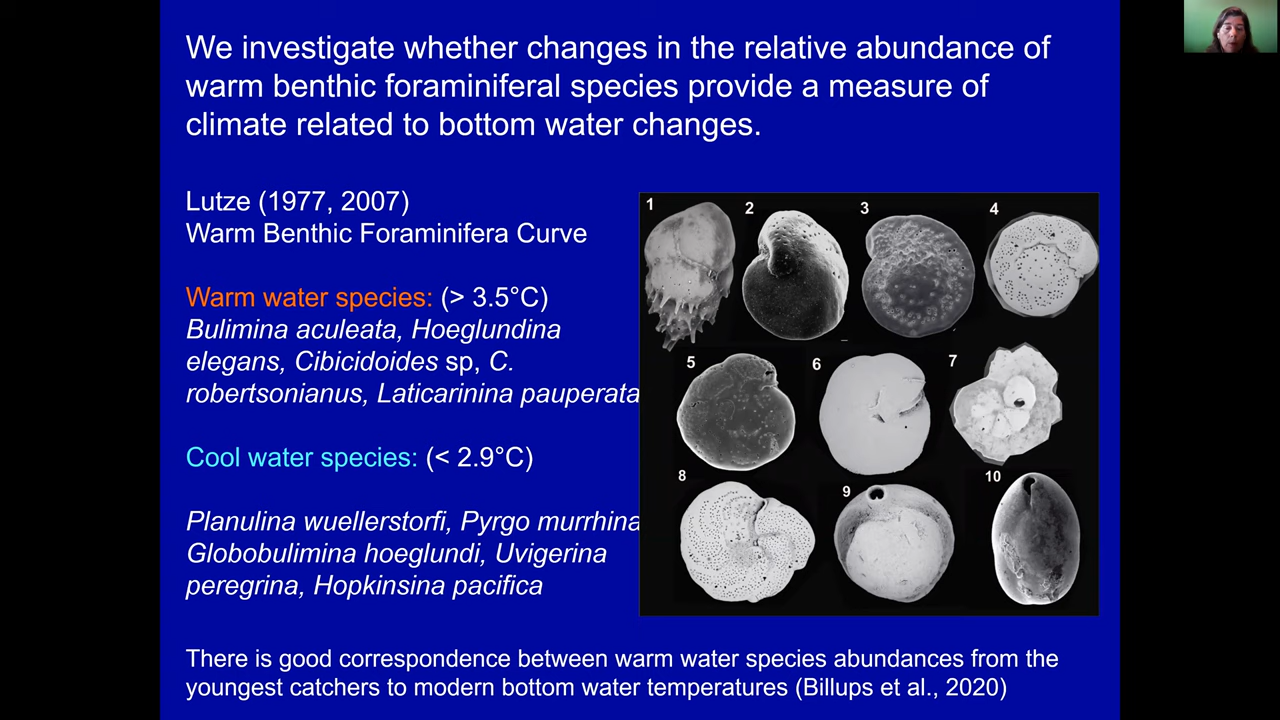 We investigate whether changes in the relative abundance of
warm benthic foraminiferal species provide a measure of
climate related to bottom water changes.
Lutze (1977, 2007)
Warm Benthic Foraminifera Curve
Warm water species: (> 3.5°C)
Bulimina aculeata, Hoeglundina
elegans, Cibicidoides sp, C.
robertsonianus, Laticarinina pauperata
Cool water species: (< 2.9°C)
Planulina wuellerstorfi, Pyrgo murrhina
Globobulimina hoeglundi, Uvigerina
peregrina, Hopkinsina pacifica
1 2 3 4
5 6 7
8 9 10
There is good correspondence between warm water species abundances from the
youngest catchers to modern bottom water temperatures (Billups et al., 2020)